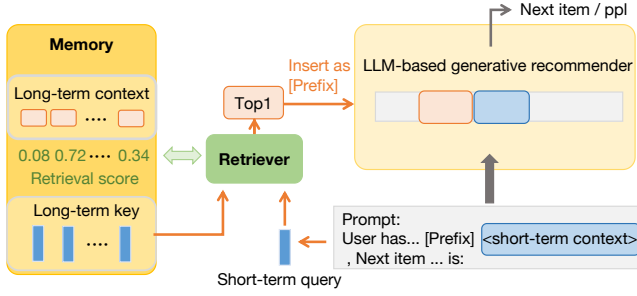 Next item / ppl
Memory
Long-term context
....
0.08 0.72 .... 0.34
Retrieval score
Long-term key
....
Top1
Insert as
[Prefix]
Retriever
Short-term query
LLM-based generative recommender
Prompt:
User has... [Prefix] <short-term context>
, Next item ... is: